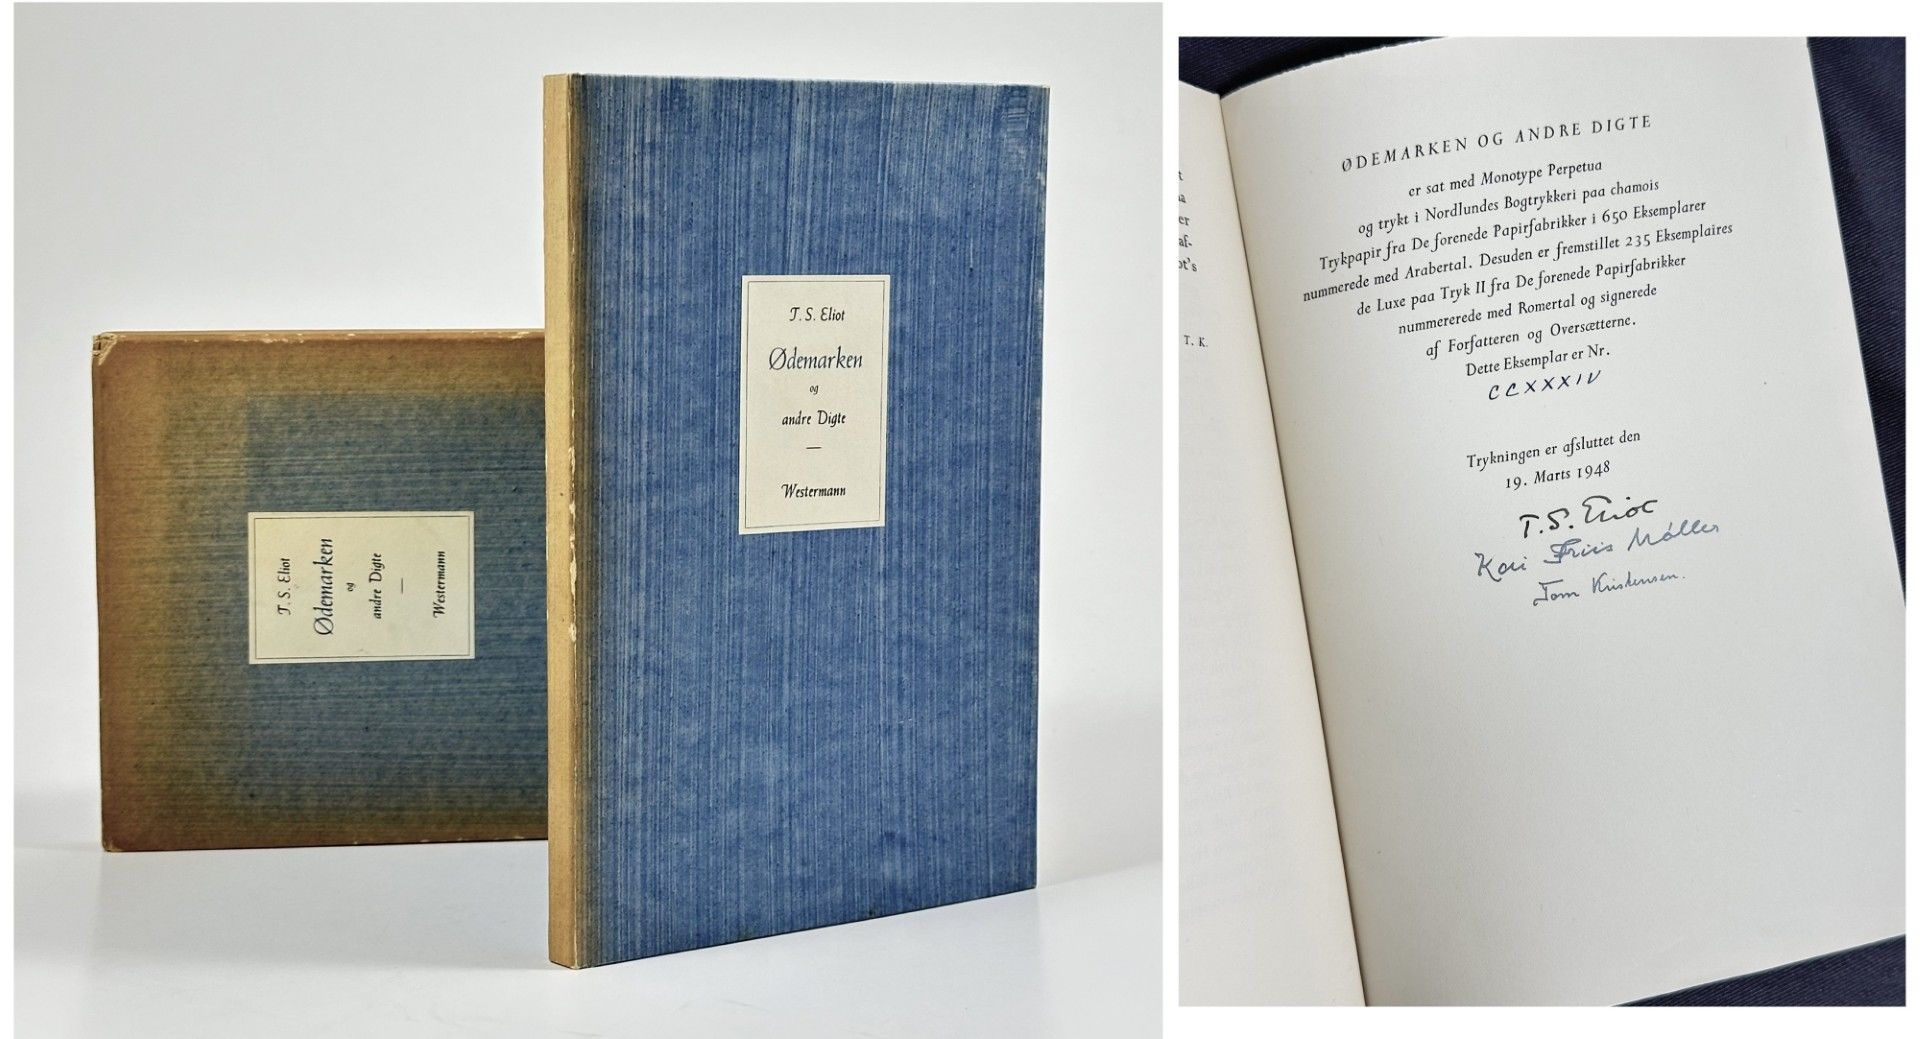 T. S. Eliot
Ødemarken
og
andre Digte
Westermann
T. S. Eliot
Ødemarken
og
andre Digte
Westermann
t
a
er
af-
ot's
T. K.
ØDEMARKEN OG ANDRE DIGTE
er sat med Monotype Perpetua
og trykt i Nordlundes Bogtrykkeri paa chamois
Trykpapir fra De forenede Papirfabrikker i 650 Eksemplarer
nummerede med Arabertal. Desuden er fremstillet 235 Eksemplaires
de Luxe paa Tryk II fra De forenede Papirfabrikker
nummererede med Romertal og signerede
af Forfatteren og Oversætterne.
Dette Eksemplar er Nr.
CCXXXIV
Trykningen er afsluttet den
19. Marts 1948
T. S. Eliot
Kai Friis Møller
Tom Kristensen.